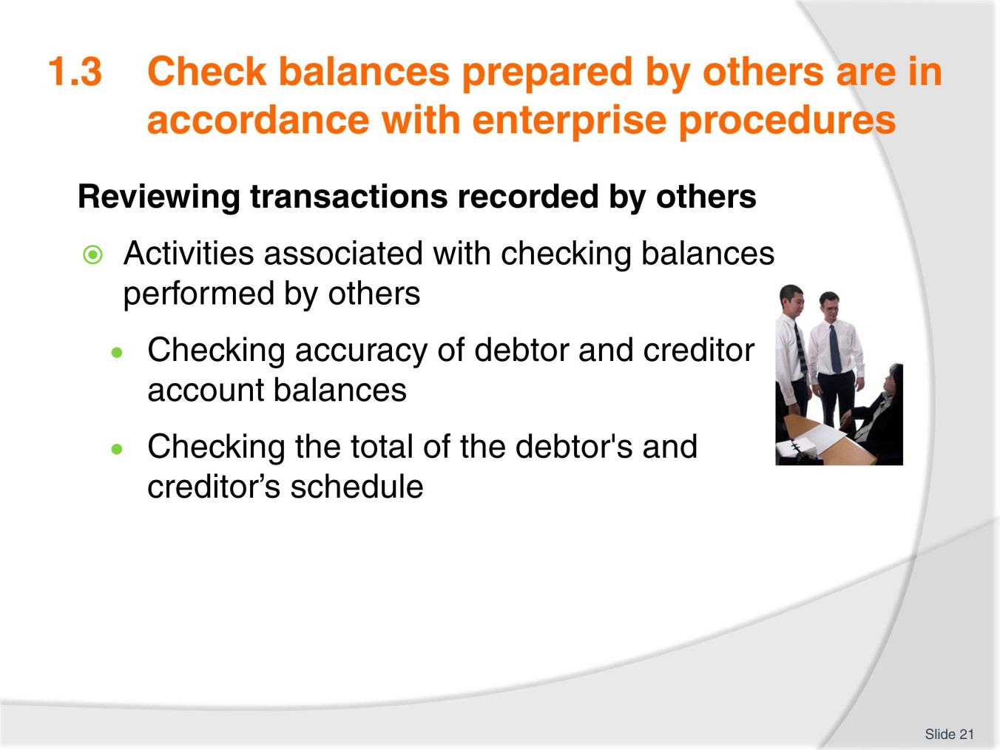 1.3 Check balances prepared by others are in
accordance with enterprise procedures
Reviewing transactions recorded by others
Activities associated with checking balances
performed by others
Checking accuracy of debtor and creditor
account balances
Checking the total of the debtor's and
creditor’s schedule
Slide 21